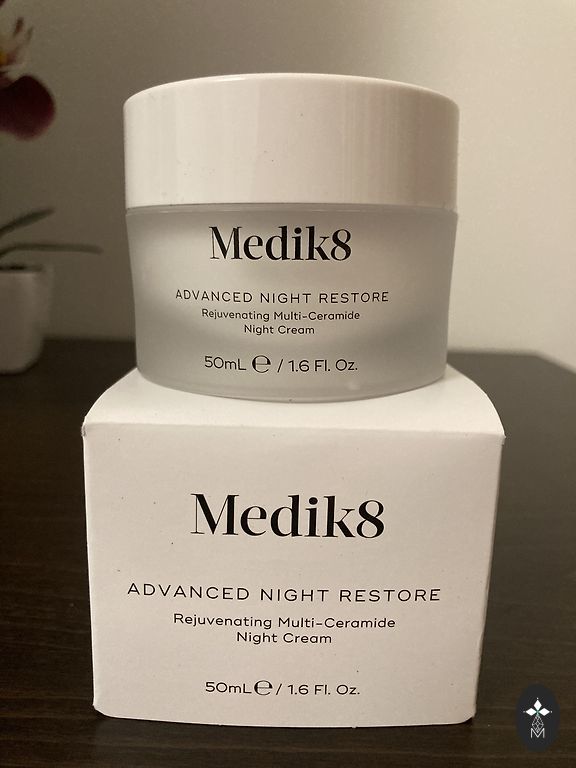 Medik8
ADVANCED NIGHT RESTORE
Rejuvenating Multi-Ceramide
Night Cream
50mL ℮ / 1.6 Fl. Oz.
Medik8
ADVANCED NIGHT RESTORE
Rejuvenating Multi-Ceramide
Night Cream
50mL ℮ / 1.6 Fl. Oz.
M